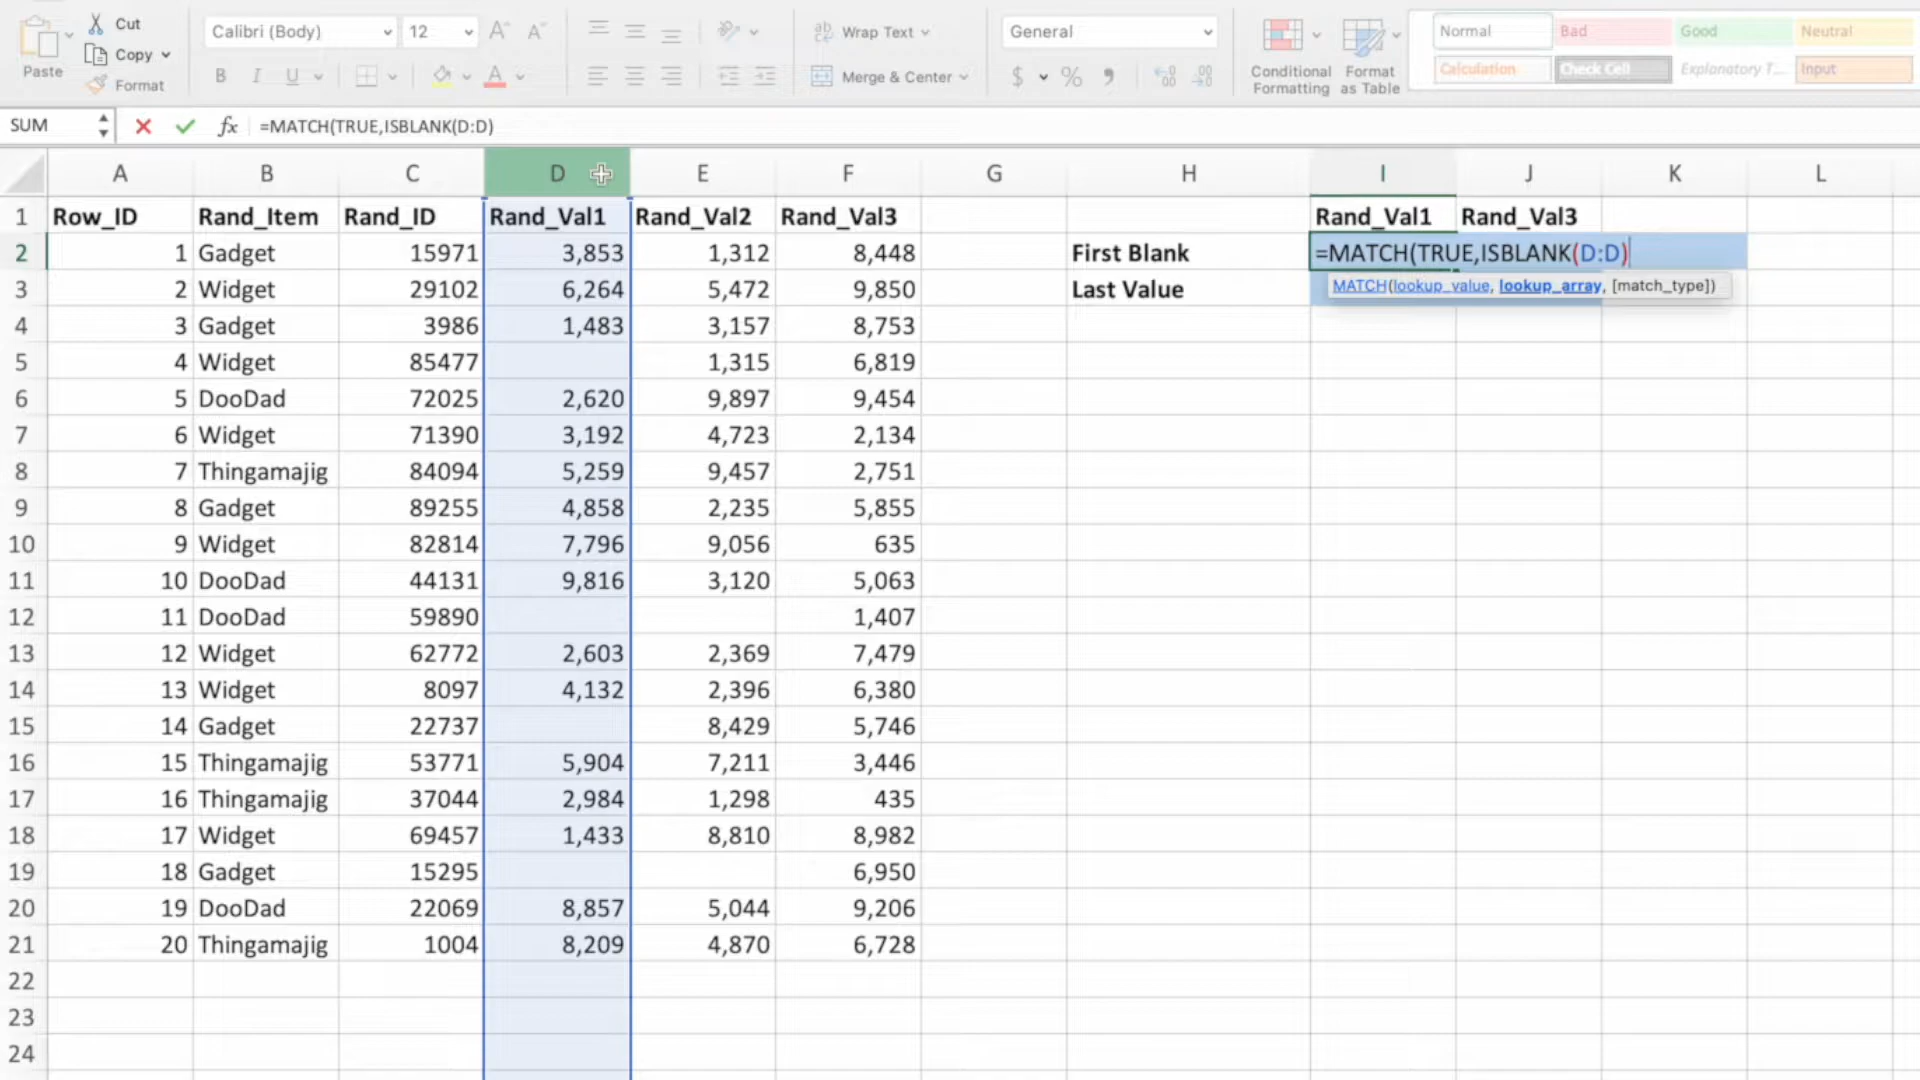 Cut
Calibri (Body) 12 Wrap Text General Normal Bad Good Neutral
Copy
Paste Format B I U Merge & Center $ % Conditional Formatting Format as Table Calculation Check Cell Explanatory T... Input
SUM fx =MATCH(TRUE,ISBLANK(D:D)
A B C D E F G H I J K L
1 Row_ID Rand_Item Rand_ID Rand_Val1 Rand_Val2 Rand_Val3 Rand_Val1 Rand_Val3
2 1 Gadget 15971 3,853 1,312 8,448 First Blank =MATCH(TRUE,ISBLANK(D:D)
3 2 Widget 29102 6,264 5,472 9,850 Last Value MATCH(lookup_value, lookup_array, [match_type])
4 3 Gadget 3986 1,483 3,157 8,753
5 4 Widget 85477 1,315 6,819
6 5 DooDad 72025 2,620 9,897 9,454
7 6 Widget 71390 3,192 4,723 2,134
8 7 Thingamajig 84094 5,259 9,457 2,751
9 8 Gadget 89255 4,858 2,235 5,855
10 9 Widget 82814 7,796 9,056 635
11 10 DooDad 44131 9,816 3,120 5,063
12 11 DooDad 59890 1,407
13 12 Widget 62772 2,603 2,369 7,479
14 13 Widget 8097 4,132 2,396 6,380
15 14 Gadget 22737 8,429 5,746
16 15 Thingamajig 53771 5,904 7,211 3,446
17 16 Thingamajig 37044 2,984 1,298 435
18 17 Widget 69457 1,433 8,810 8,982
19 18 Gadget 15295 6,950
20 19 DooDad 22069 8,857 5,044 9,206
21 20 Thingamajig 1004 8,209 4,870 6,728
22
23
24